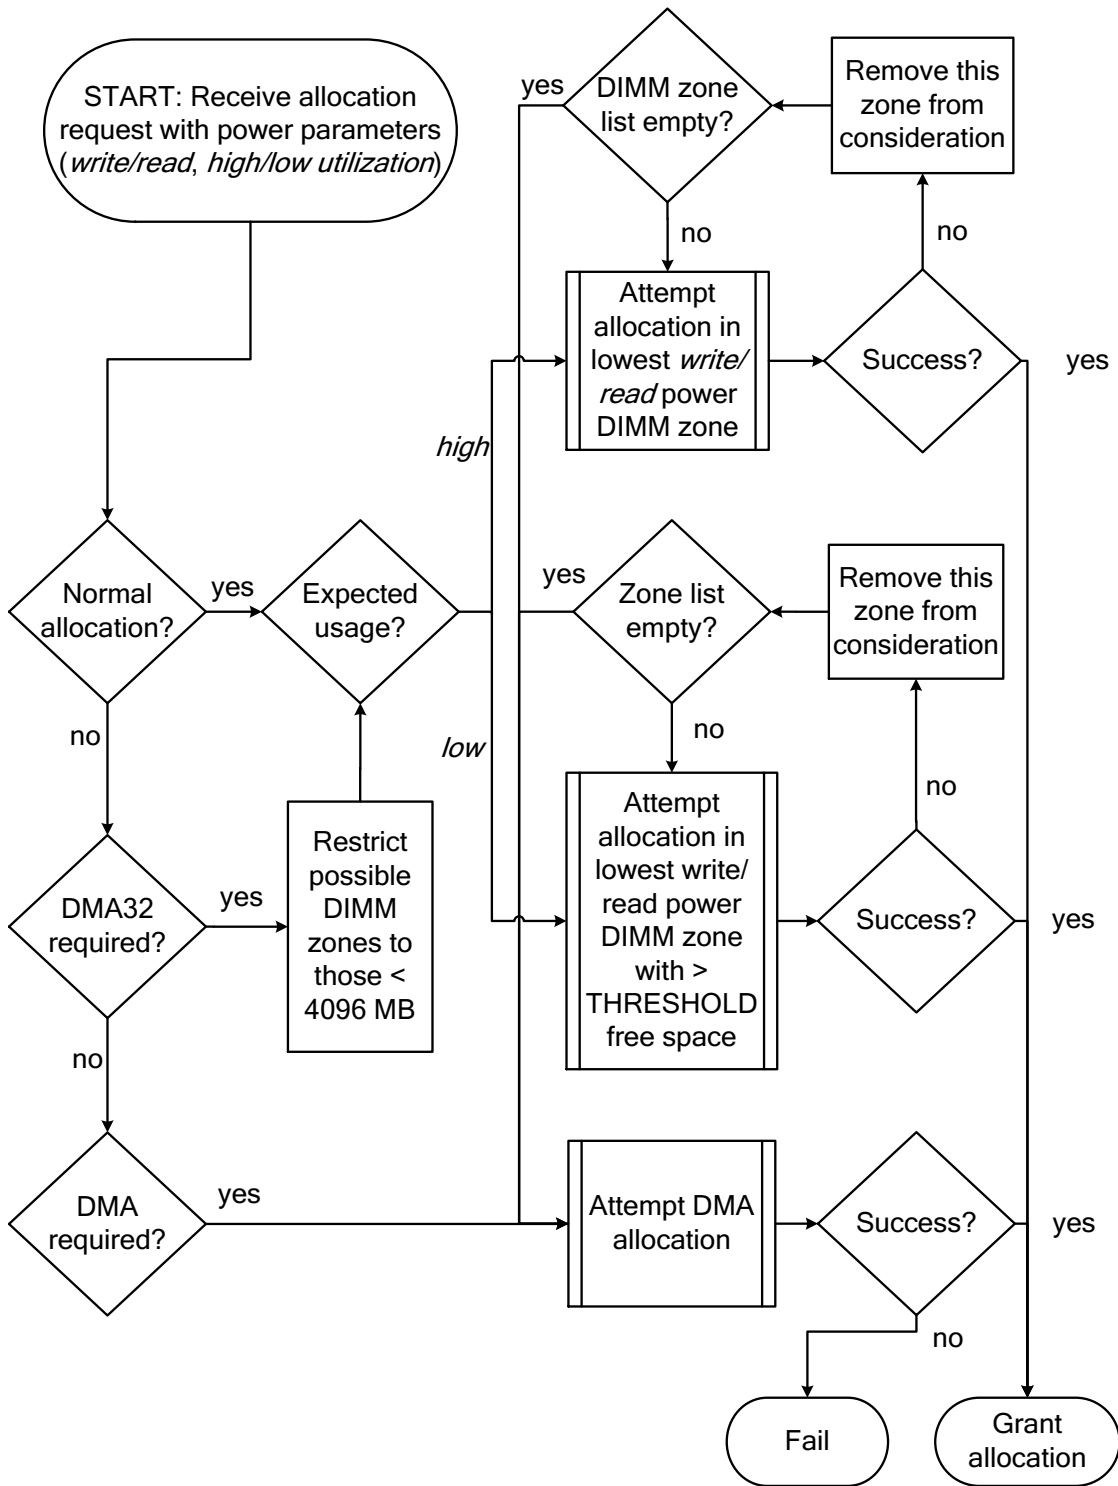 START: Receive allocation
request with power parameters
(write/read, high/low utilization)
yes
DIMM zone
list empty?
Remove this
zone from
consideration
no
no
Attempt
allocation in
lowest write/
read power
DIMM zone
Success?
yes
high
Normal
allocation?
yes
Expected
usage?
yes
Zone list
empty?
Remove this
zone from
consideration
no
low
no
no
Restrict
possible
DIMM
zones to
those <
4096 MB
Attempt
allocation in
lowest write/
read power
DIMM zone
with >
THRESHOLD
free space
DMA32
required?
yes
Success?
yes
no
DMA
required?
yes
Attempt DMA
allocation
Success?
yes
no
Fail
Grant
allocation